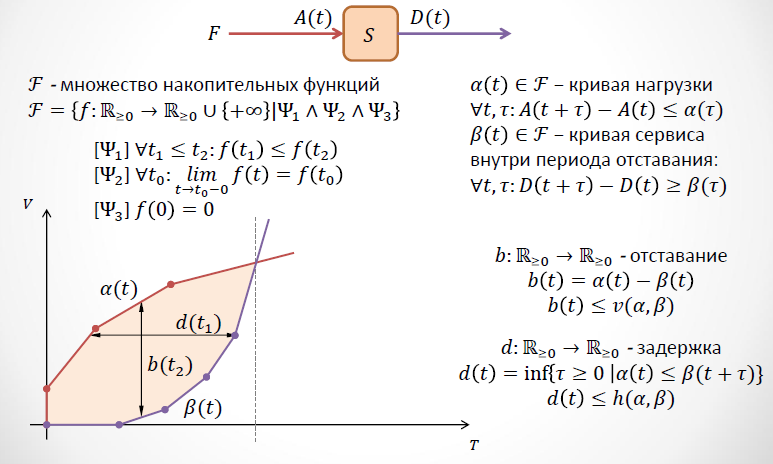 F A(t) S D(t)
ℱ - множество накопительных функций
ℱ = {f: ℝ≥0 → ℝ≥0 ∪ {+∞}|Ψ1 ∧ Ψ2 ∧ Ψ3}
[Ψ1] ∀t1 ≤ t2: f(t1) ≤ f(t2)
[Ψ2] ∀t0: lim t→t0−0 f(t) = f(t0)
[Ψ3] f(0) = 0
α(t) ∈ ℱ – кривая нагрузки
∀t, τ: A(t + τ) − A(t) ≤ α(τ)
β(t) ∈ ℱ – кривая сервиса
внутри периода отставания:
∀t, τ: D(t + τ) − D(t) ≥ β(τ)
b: ℝ≥0 → ℝ≥0 - отставание
b(t) = α(t) − β(t)
b(t) ≤ v(α, β)
d: ℝ≥0 → ℝ≥0 - задержка
d(t) = inf{τ ≥ 0 |α(t) ≤ β(t + τ)}
d(t) ≤ h(α, β)
V
α(t)
d(t1)
b(t2)
β(t)
T